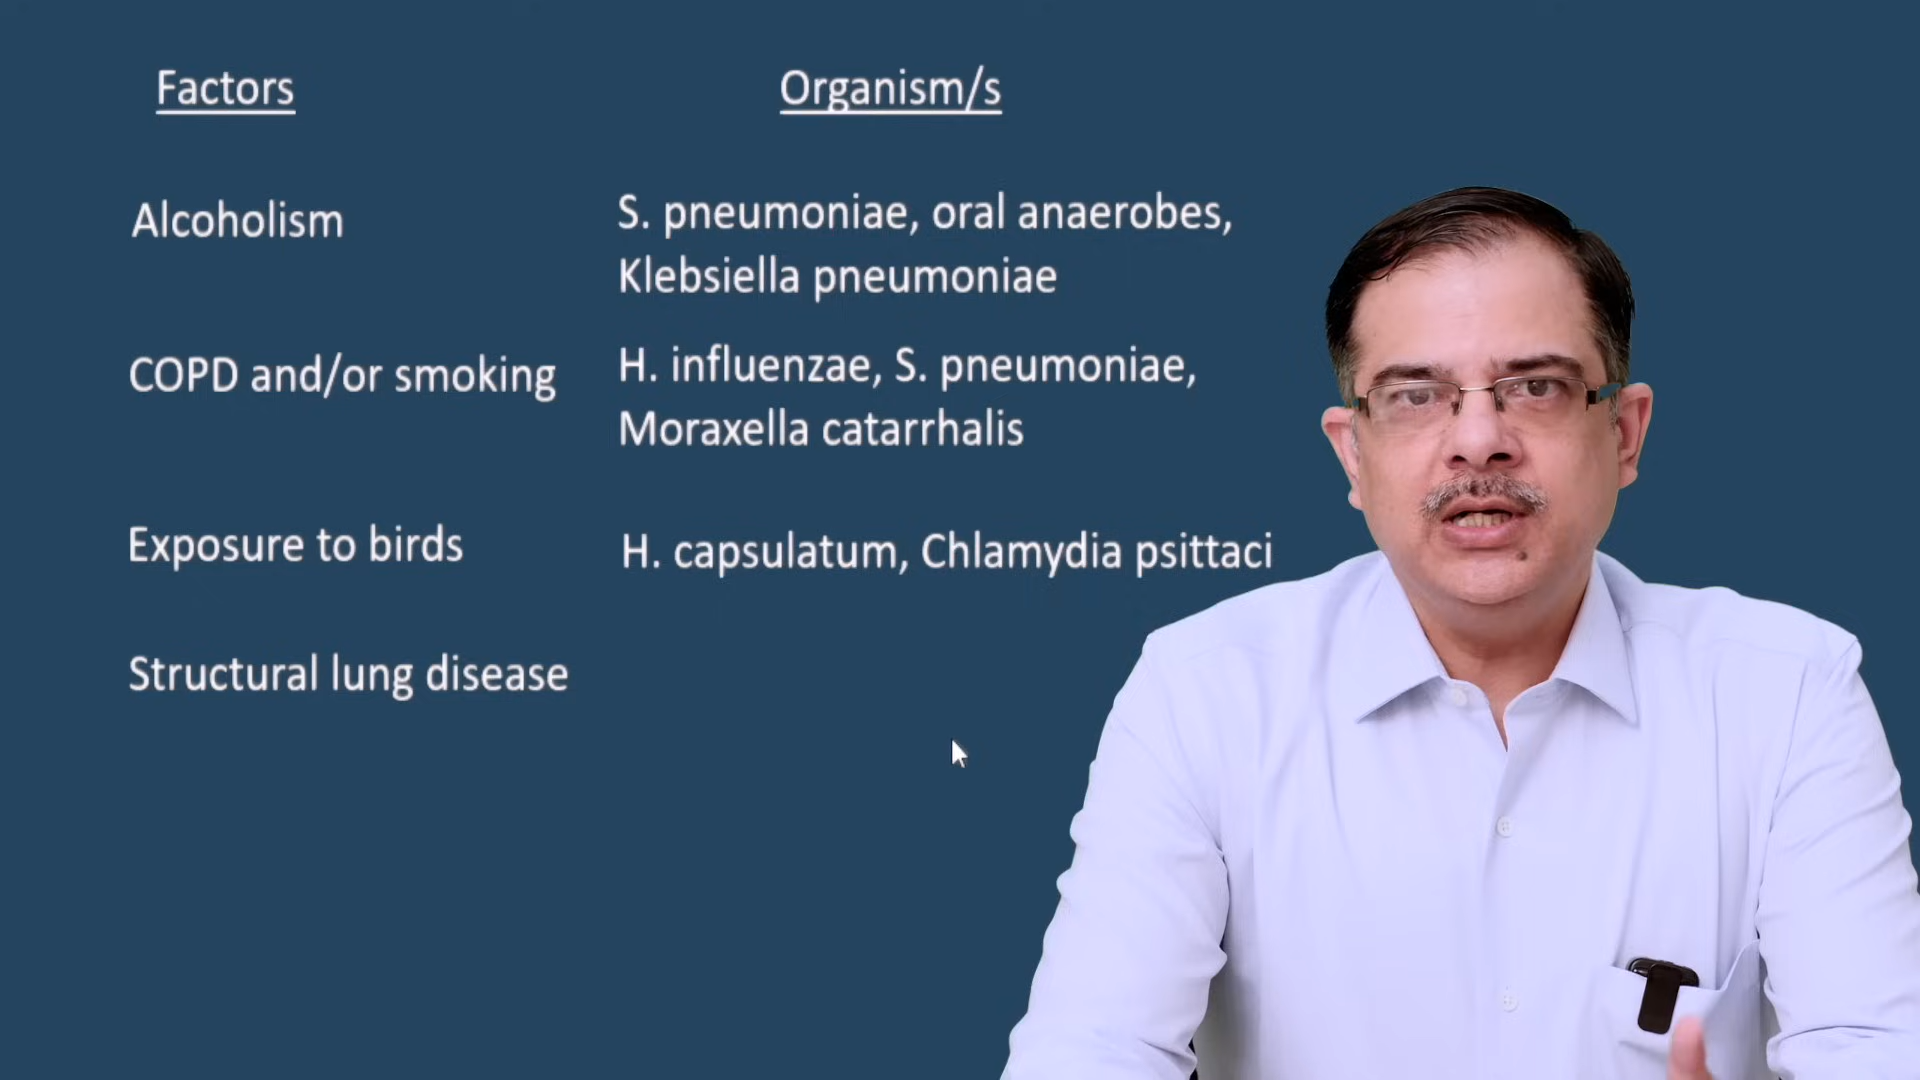 Factors
Organism/s
Alcoholism
S. pneumoniae, oral anaerobes,
Klebsiella pneumoniae
COPD and/or smoking
H. influenzae, S. pneumoniae,
Moraxella catarrhalis
Exposure to birds
H. capsulatum, Chlamydia psittaci
Structural lung disease